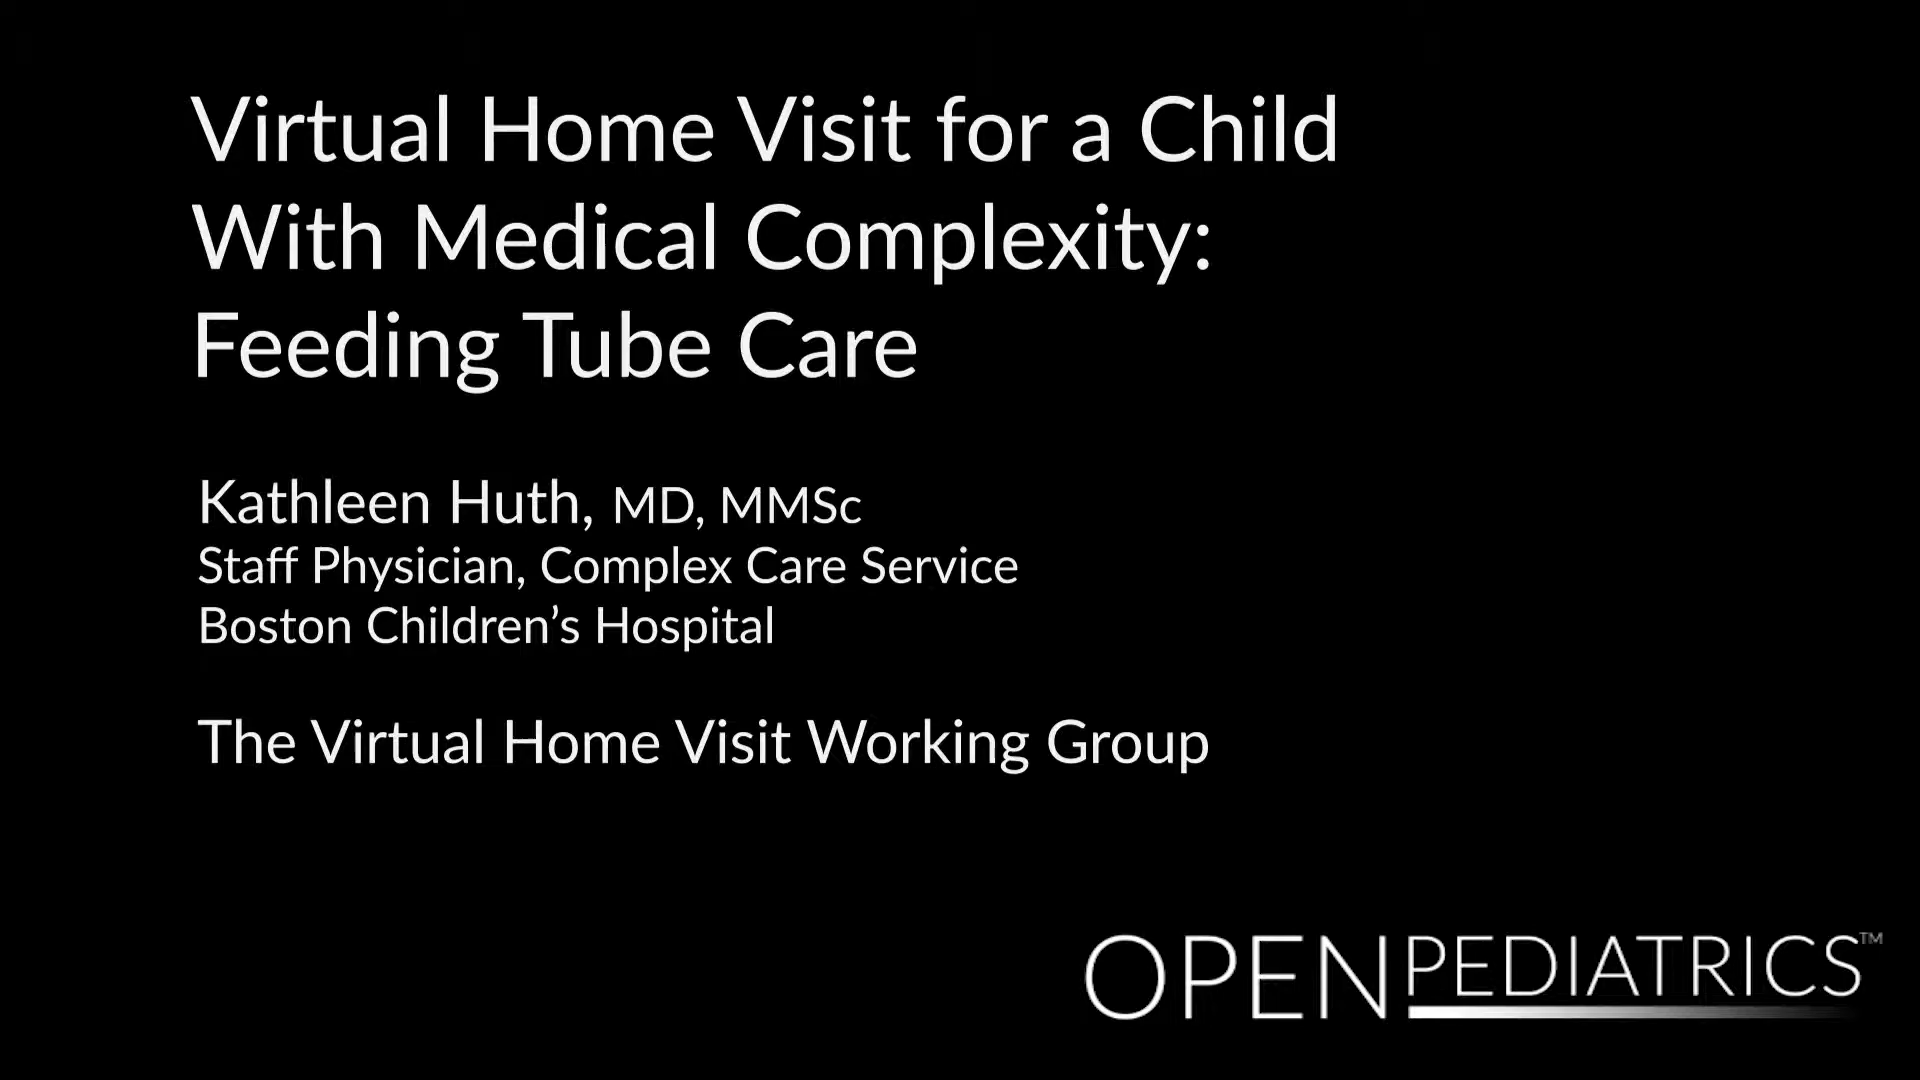 Virtual Home Visit for a Child
With Medical Complexity:
Feeding Tube Care
Kathleen Huth, MD, MMSc
Staff Physician, Complex Care Service
Boston Children’s Hospital
The Virtual Home Visit Working Group
OPENPEDIATRICS™